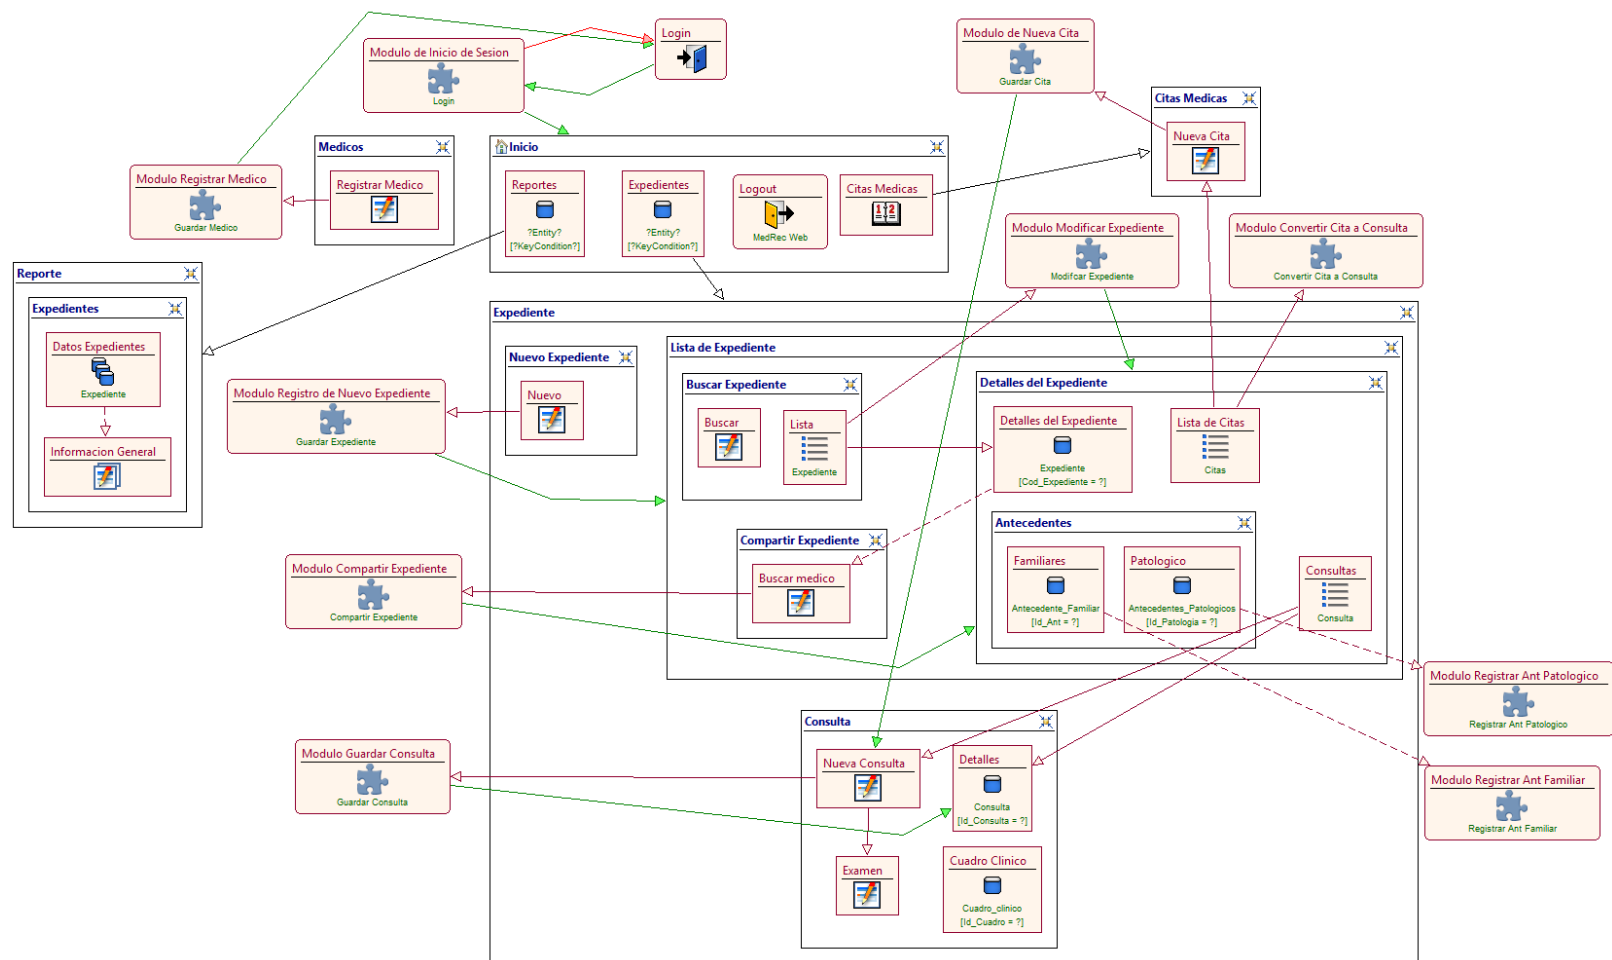 Login
Modulo de Inicio de Sesion
Login
Modulo de Nueva Cita
Guardar Cita
Citas Medicas
Nueva Cita
Medicos
Registrar Medico
Modulo Registrar Medico
Guardar Medico
Inicio
Reportes
?Entity?
[?KeyCondition?]
Expedientes
?Entity?
[?KeyCondition?]
Logout
MedRec Web
Citas Medicas
1 2
Modulo Modificar Expediente
Modifcar Expediente
Modulo Convertir Cita a Consulta
Convertir Cita a Consulta
Reporte
Expedientes
Datos Expedientes
Expediente
Informacion General
Expediente
Nuevo Expediente
Nuevo
Modulo Registro de Nuevo Expediente
Guardar Expediente
Lista de Expediente
Buscar Expediente
Buscar
Lista
Expediente
Detalles del Expediente
Detalles del Expediente
Expediente
[Cod_Expediente = ?]
Lista de Citas
Citas
Antecedentes
Familiares
Antecedente_Familiar
[Id_Ant = ?]
Patologico
Antecedentes_Patologicos
[Id_Patologia = ?]
Consultas
Consulta
Compartir Expediente
Buscar medico
Modulo Compartir Expediente
Compartir Expediente
Modulo Registrar Ant Patologico
Registrar Ant Patologico
Modulo Registrar Ant Familiar
Registrar Ant Familiar
Consulta
Nueva Consulta
Detalles
Consulta
[Id_Consulta = ?]
Modulo Guardar Consulta
Guardar Consulta
Examen
Cuadro Clinico
Cuadro_clinico
[Id_Cuadro = ?]